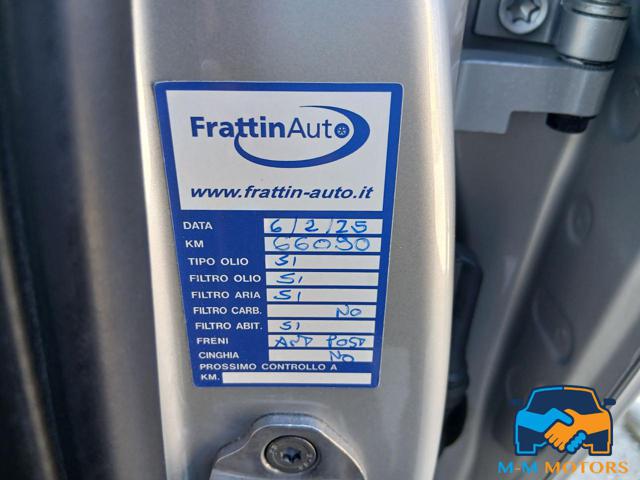 FrattinAuto
www.frattin-auto.it
DATA 6/2/25
KM 66090
TIPO OLIO SI
FILTRO OLIO SI
FILTRO ARIA SI
FILTRO CARB. NO
FILTRO ABIT. SI
FRENI ANT POST
CINGHIA NO
PROSSIMO CONTROLLO A
KM.
M-M MOTORS